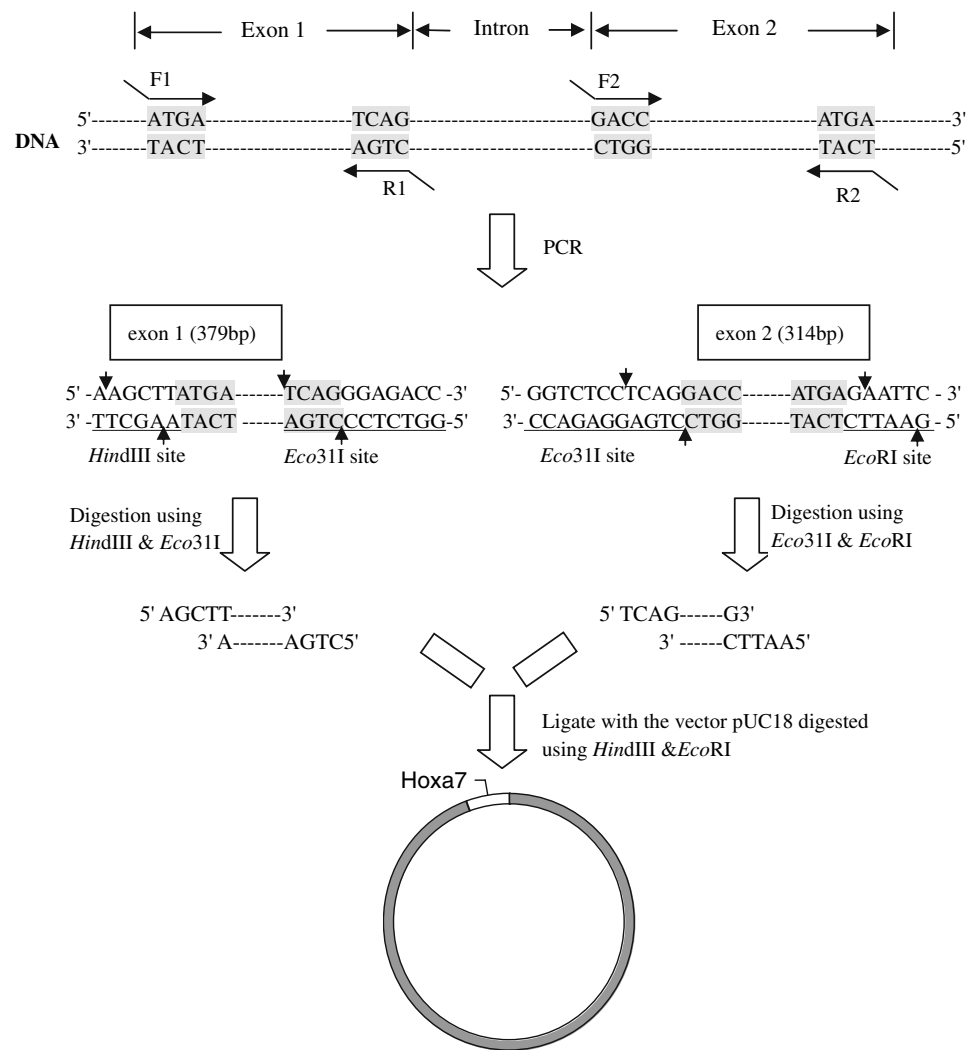 Exon 1 Intron Exon 2
F1 F2
5'------ATGA---------------TCAG------------------GACC----------------ATGA-------3'
DNA
3'------TACT---------------AGTC------------------CTGG----------------TACT-------5'
R1 R2
PCR
exon 1 (379bp) exon 2 (314bp)
5'- AAGCTTATGA------TCAGGGAGACC-3' 5'- GGTCTCCTCAGGACC-------ATGAGAATTC - 3'
3'- TTCGAATACT -----AGTCCCTCTGG-5' 3'- CCAGAGGAGTCCTGG TACTCTTAAG-5'
HindIII site Eco31I site Eco31I site EcoRI site
Digestion using
HindIII & Eco31I
Digestion using
Eco31I & EcoRI
5' AGCTT-------3' 5' TCAG------G3'
3' A------AGTC5' 3' ------CTTAA5'
Ligate with the vector pUC18 digested
using HindIII &EcoRI
Hoxa7